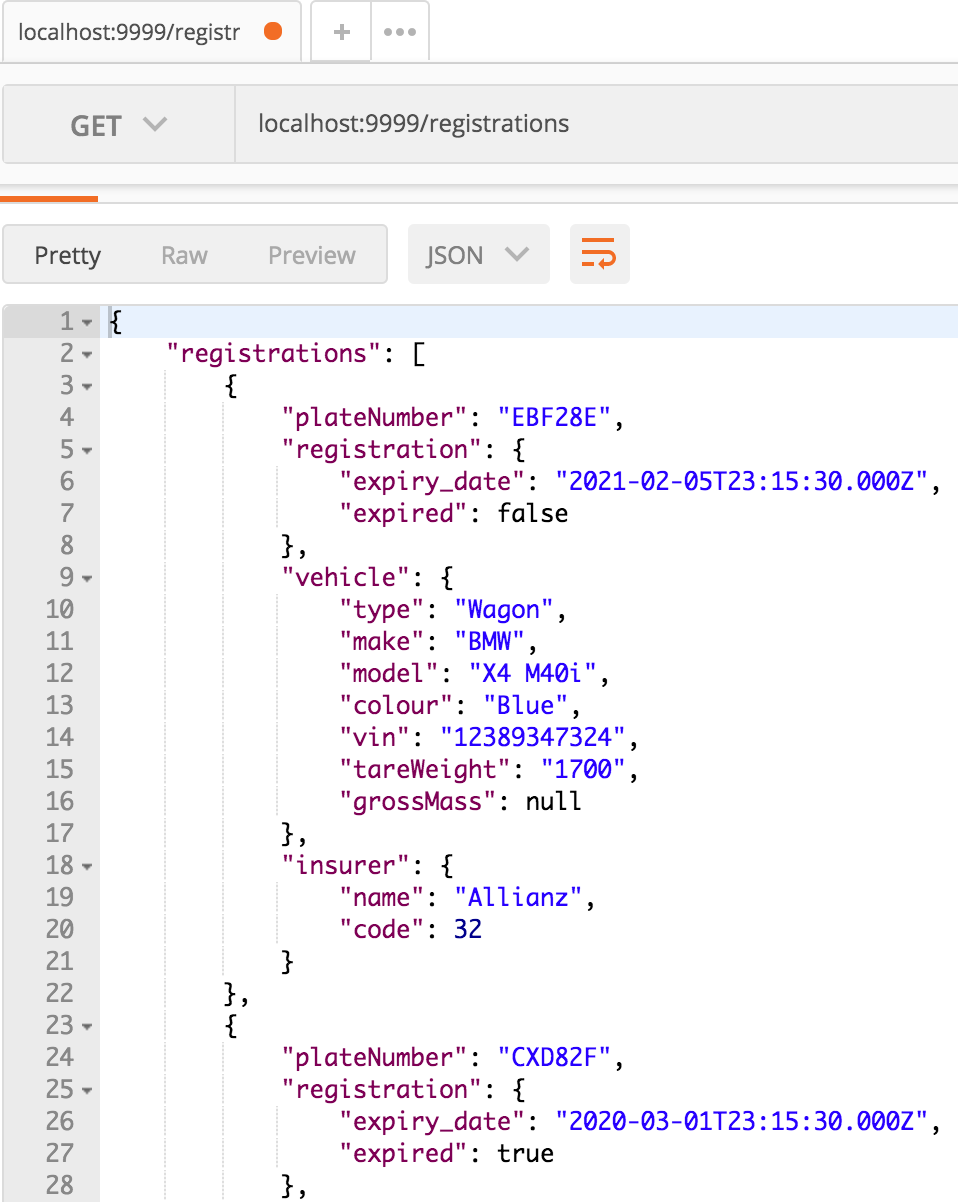 localhost:9999/registr
GET localhost:9999/registrations
Pretty Raw Preview JSON
1 {
2 "registrations": [
3 {
4 "plateNumber": "EBF28E",
5 "registration": {
6 "expiry_date": "2021-02-05T23:15:30.000Z",
7 "expired": false
8 },
9 "vehicle": {
10 "type": "Wagon",
11 "make": "BMW",
12 "model": "X4 M40i",
13 "colour": "Blue",
14 "vin": "12389347324",
15 "tareWeight": "1700",
16 "grossMass": null
17 },
18 "insurer": {
19 "name": "Allianz",
20 "code": 32
21 }
22 },
23 {
24 "plateNumber": "CXD82F",
25 "registration": {
26 "expiry_date": "2020-03-01T23:15:30.000Z",
27 "expired": true
28 },